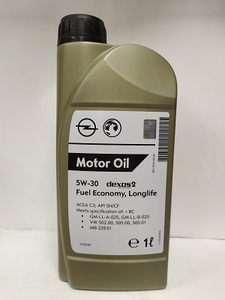 Motor Oil
5W-30 dexos2
Fuel Economy, Longlife
ACEA C3; API SN/CF
Meets specification of: • RC
GM-LL-A-025, GM-LL-B-025
VW 502.00, 505.00, 505.01
MB 229.51
e 1ℓ